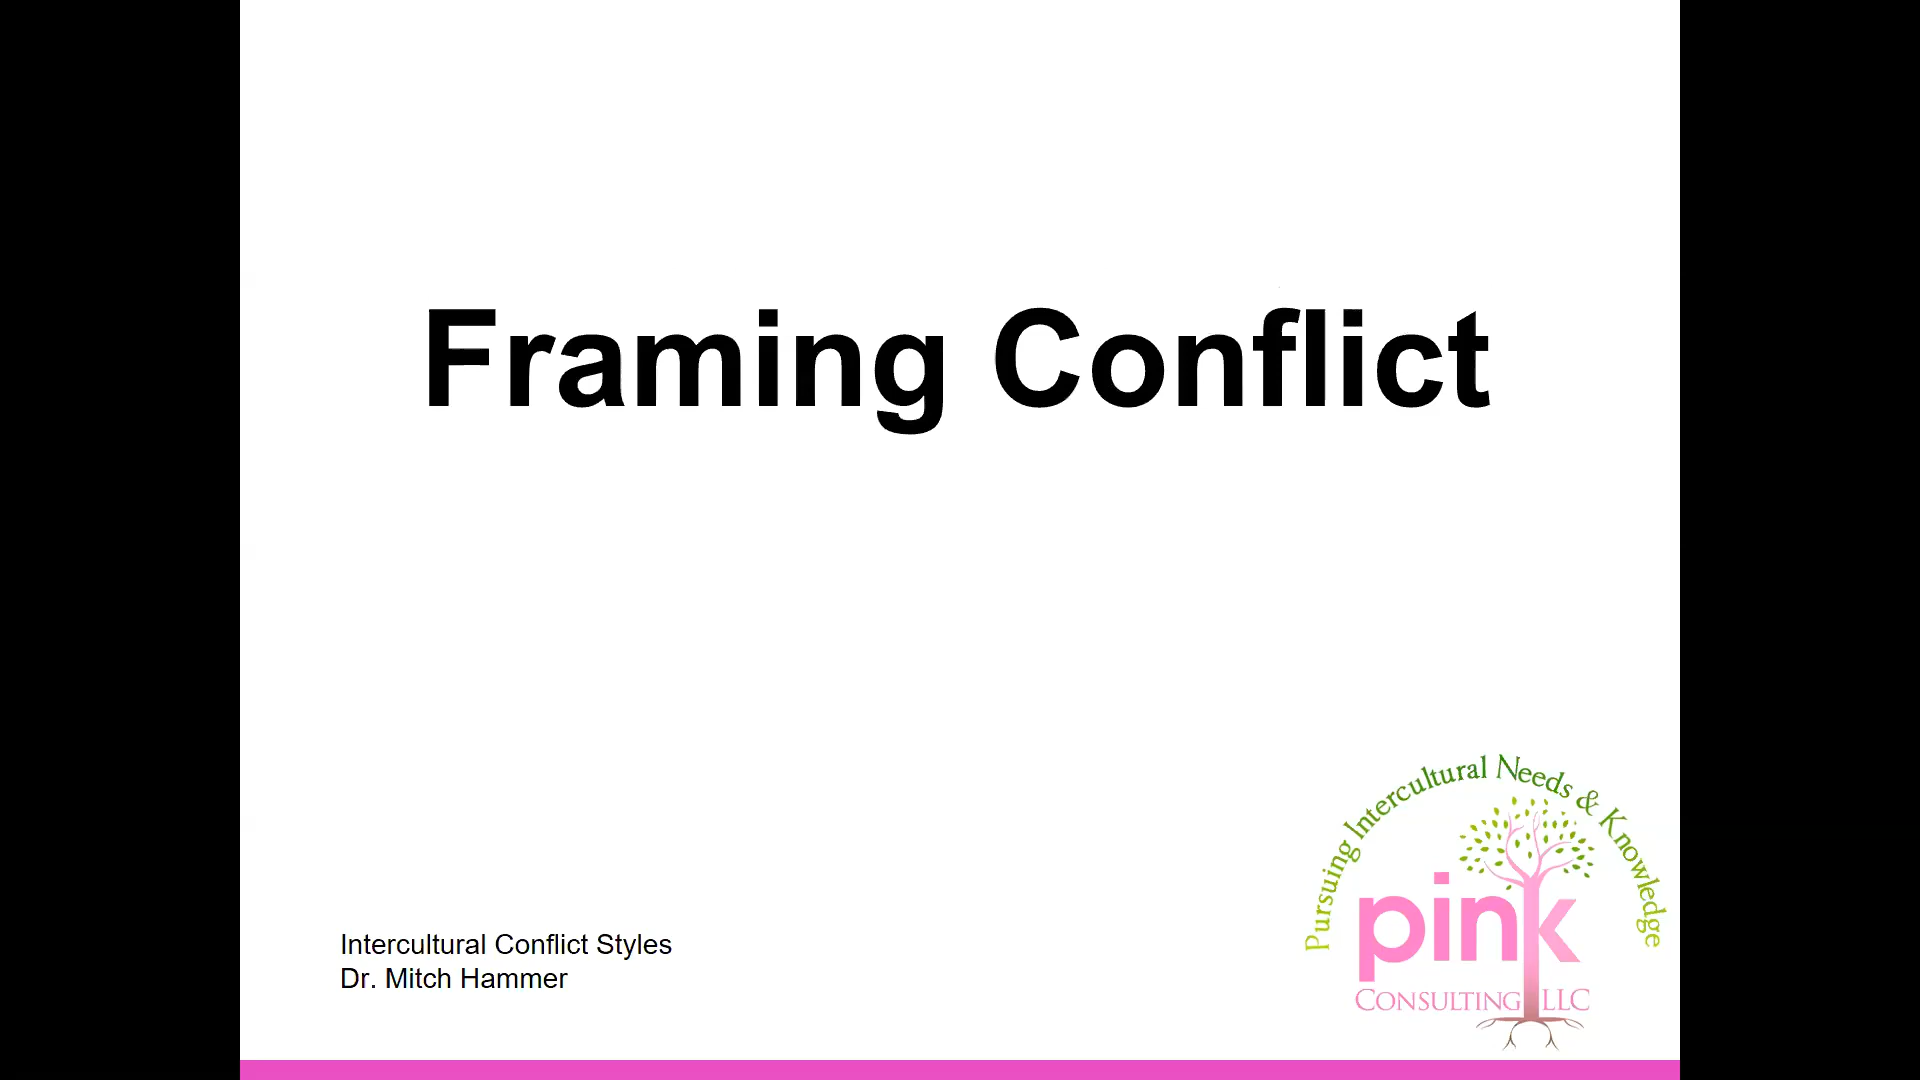 Framing Conflict
Intercultural Conflict Styles
Dr. Mitch Hammer
Pursuing Intercultural Needs & Knowledge
pink
CONSULTING LLC